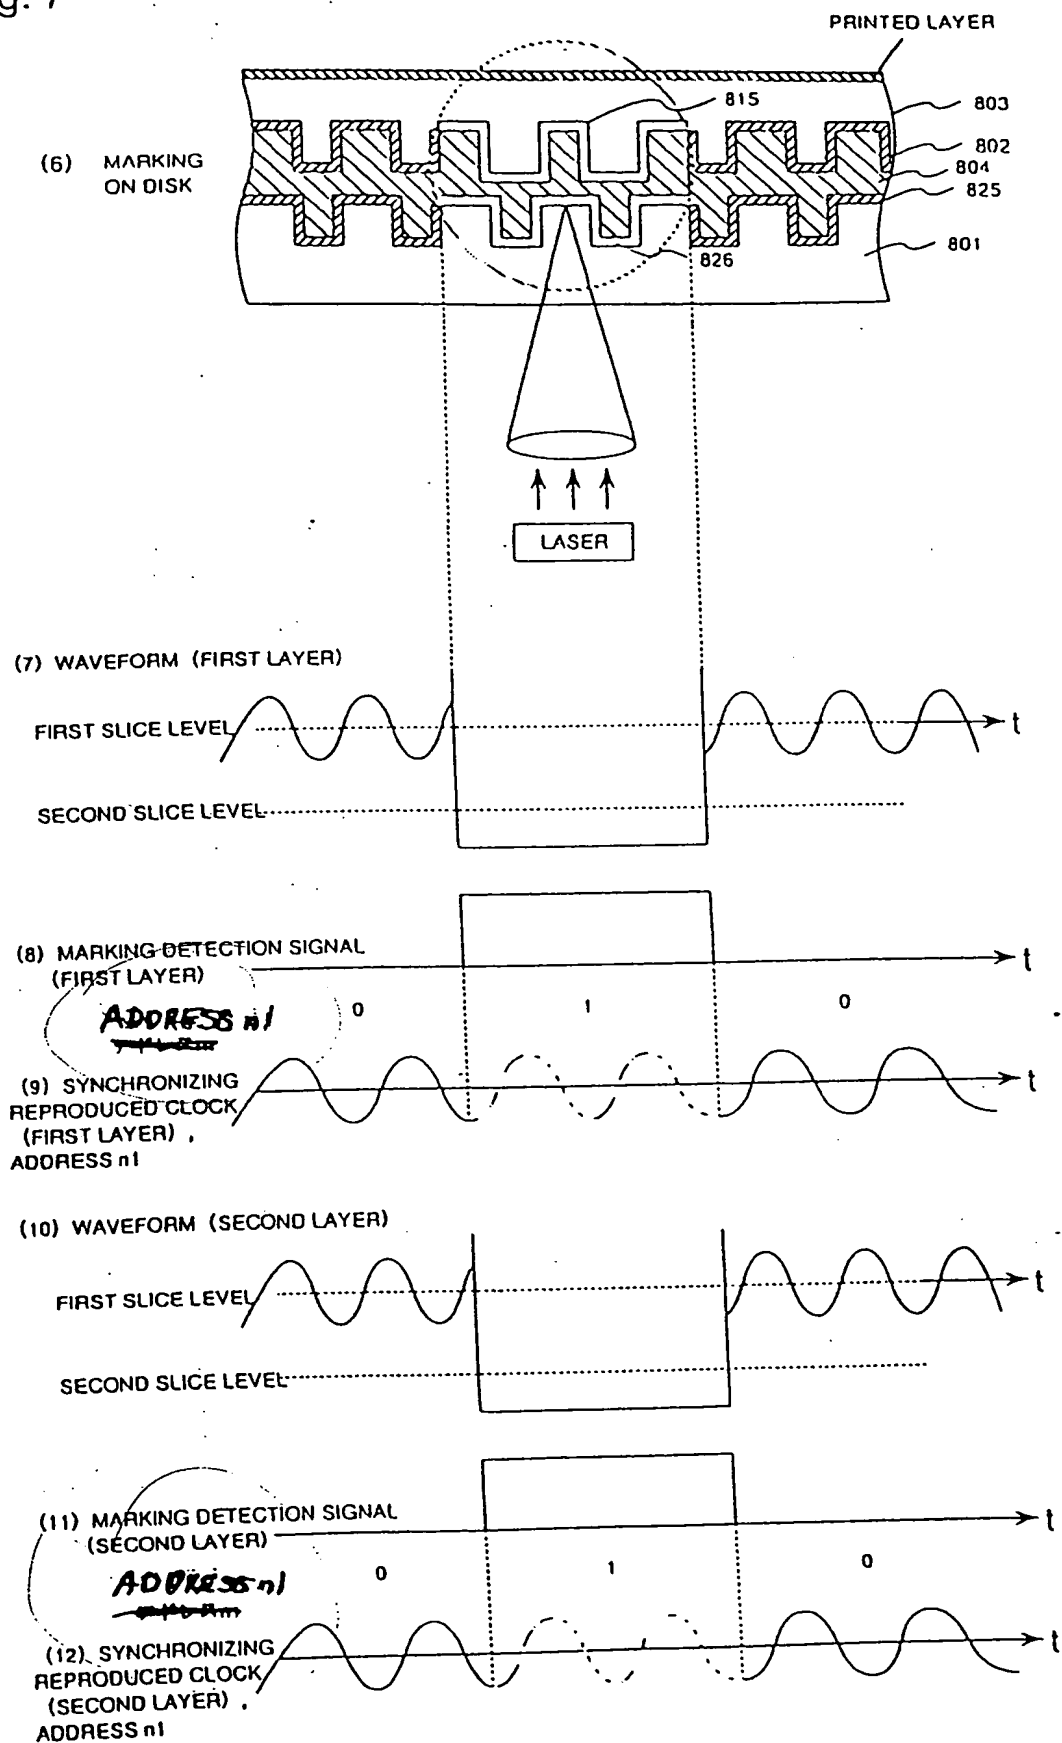 g. 7
PRINTED LAYER
815
803
(6) MARKING
ON DISK
802
804
825
801
826
LASER
(7) WAVEFORM (FIRST LAYER)
FIRST SLICE LEVEL
t
SECOND SLICE LEVEL
(8) MARKING DETECTION SIGNAL
(FIRST LAYER)
t
0
1
0
ADDRESS n1
(9) SYNCHRONIZING
REPRODUCED CLOCK
(FIRST LAYER) ,
ADDRESS n1
t
(10) WAVEFORM (SECOND LAYER)
FIRST SLICE LEVEL
t
SECOND SLICE LEVEL
(11) MARKING DETECTION SIGNAL
(SECOND LAYER)
t
0
1
0
ADDRESS n1
(12) SYNCHRONIZING
REPRODUCED CLOCK
(SECOND LAYER) ,
ADDRESS n1
t